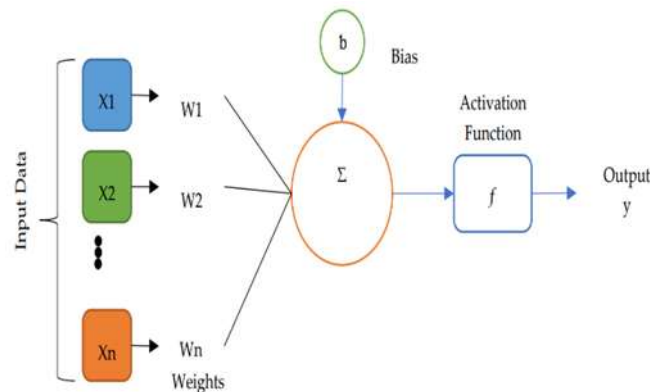 Input Data
X1
X2
Xn
W1
W2
Wn
Weights
b
Bias
Σ
Activation
Function
f
Output
y